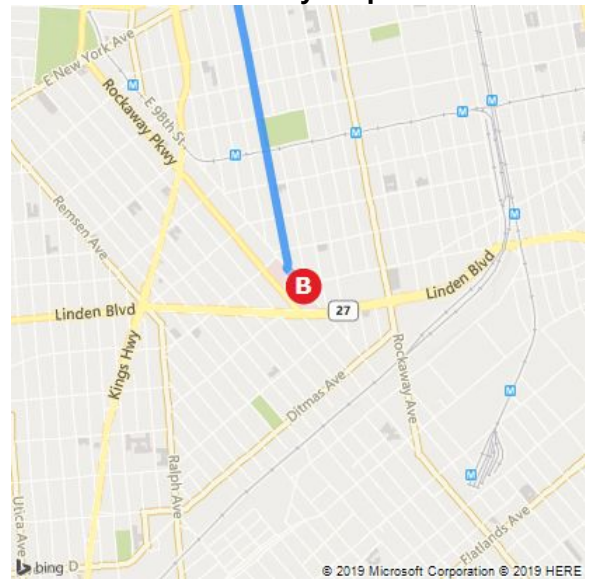 E New York Ave
M
E 98th St
M
M
M
Rockaway Pkwy
M
M
Remsen Ave
B
Linden Blvd
27
Linden Blvd
Kings Hwy
Rockaway Ave
Ditmas Ave
M
Ralph Ave
M
Utica Ave
Flatlands Ave
bing
D
© 2019 Microsoft Corporation © 2019 HERE